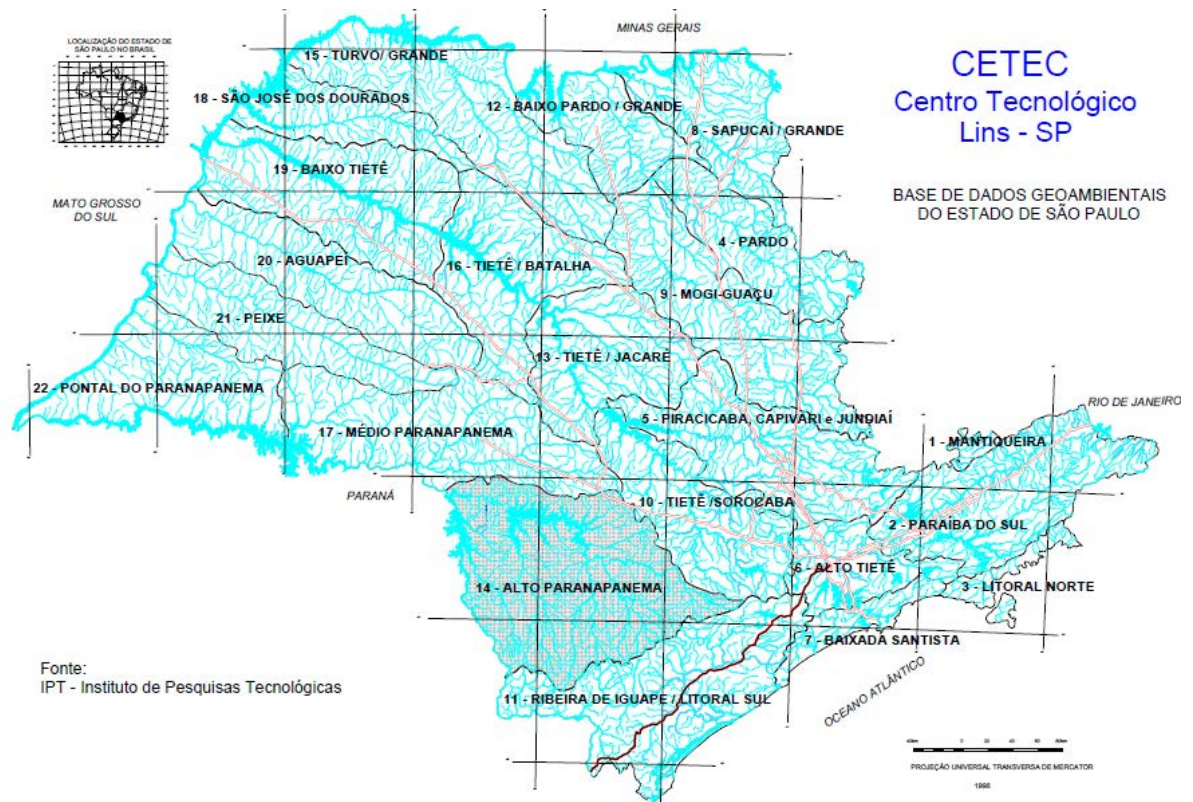 LOCALIZAÇÃO DO ESTADO DE
SÃO PAULO NO BRASIL
MINAS GERAIS
CETEC
Centro Tecnológico
Lins - SP
BASE DE DADOS GEOAMBIENTAIS
DO ESTADO DE SÃO PAULO
15 - TURVO/ GRANDE
18 - SÃO JOSÉ DOS DOURADOS
12 - BAIXO PARDO / GRANDE
8 - SAPUCAÍ / GRANDE
19 - BAIXO TIETÊ
MATO GROSSO
DO SUL
4 - PARDO
20 - AGUAPEÍ
16 - TIETÊ / BATALHA
9 - MOGI-GUAÇU
21 - PEIXE
13 - TIETÊ / JACARÉ
22 - PONTAL DO PARANAPANEMA
RIO DE JANEIRO
5 - PIRACICABA, CAPIVARI e JUNDIAÍ
17 - MÉDIO PARANAPANEMA
1 - MANTIQUEIRA
PARANÁ
10 - TIETÊ /SOROCABA
2 - PARAÍBA DO SUL
6 - ALTO TIETÊ
14 - ALTO PARANAPANEMA
3 - LITORAL NORTE
7 - BAIXADA SANTISTA
Fonte:
IPT - Instituto de Pesquisas Tecnológicas
11 - RIBEIRA DE IGUAPE / LITORAL SUL
OCEANO ATLÂNTICO
PROJEÇÃO UNIVERSAL TRANSVERSA DE MERCATOR
1998